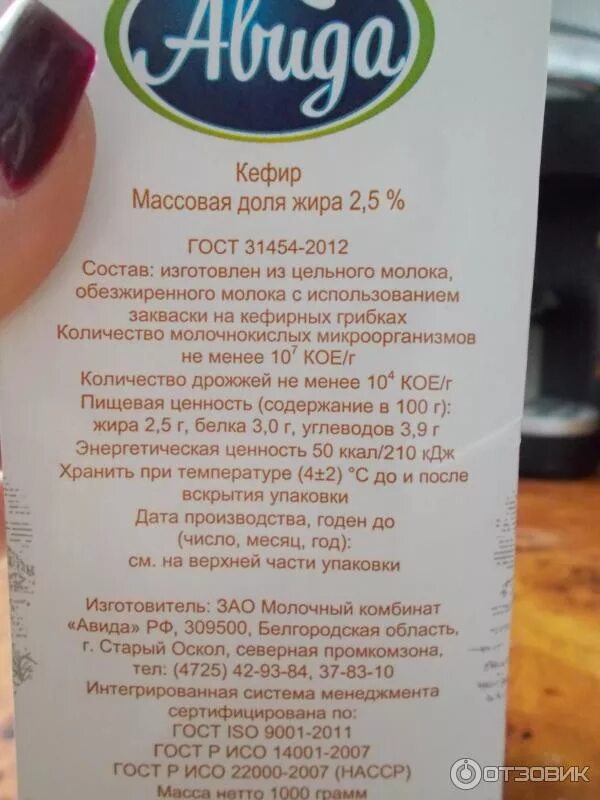 Авида
Кефир
Массовая доля жира 2,5 %
ГОСТ 31454-2012
Состав: изготовлен из цельного молока,
обезжиренного молока с использованием
закваски на кефирных грибках
Количество молочнокислых микроорганизмов
не менее 10⁷ КОЕ/г
Количество дрожжей не менее 10⁴ КОЕ/г
Пищевая ценность (содержание в 100 г):
жира 2,5 г, белка 3,0 г, углеводов 3,9 г
Энергетическая ценность 50 ккал/210 кДж
Хранить при температуре (4±2) °С до и после
вскрытия упаковки
Дата производства, годен до
(число, месяц, год):
см. на верхней части упаковки
Изготовитель: ЗАО Молочный комбинат
«Авида» РФ, 309500, Белгородская область,
г. Старый Оскол, северная промкомзона,
тел: (4725) 42-93-84, 37-83-10
Интегрированная система менеджмента
сертифицирована по:
ГОСТ ISO 9001-2011
ГОСТ Р ИСО 14001-2007
ГОСТ Р ИСО 22000-2007 (НАССР)
Масса нетто 1000 грамм
ОТЗОВИК